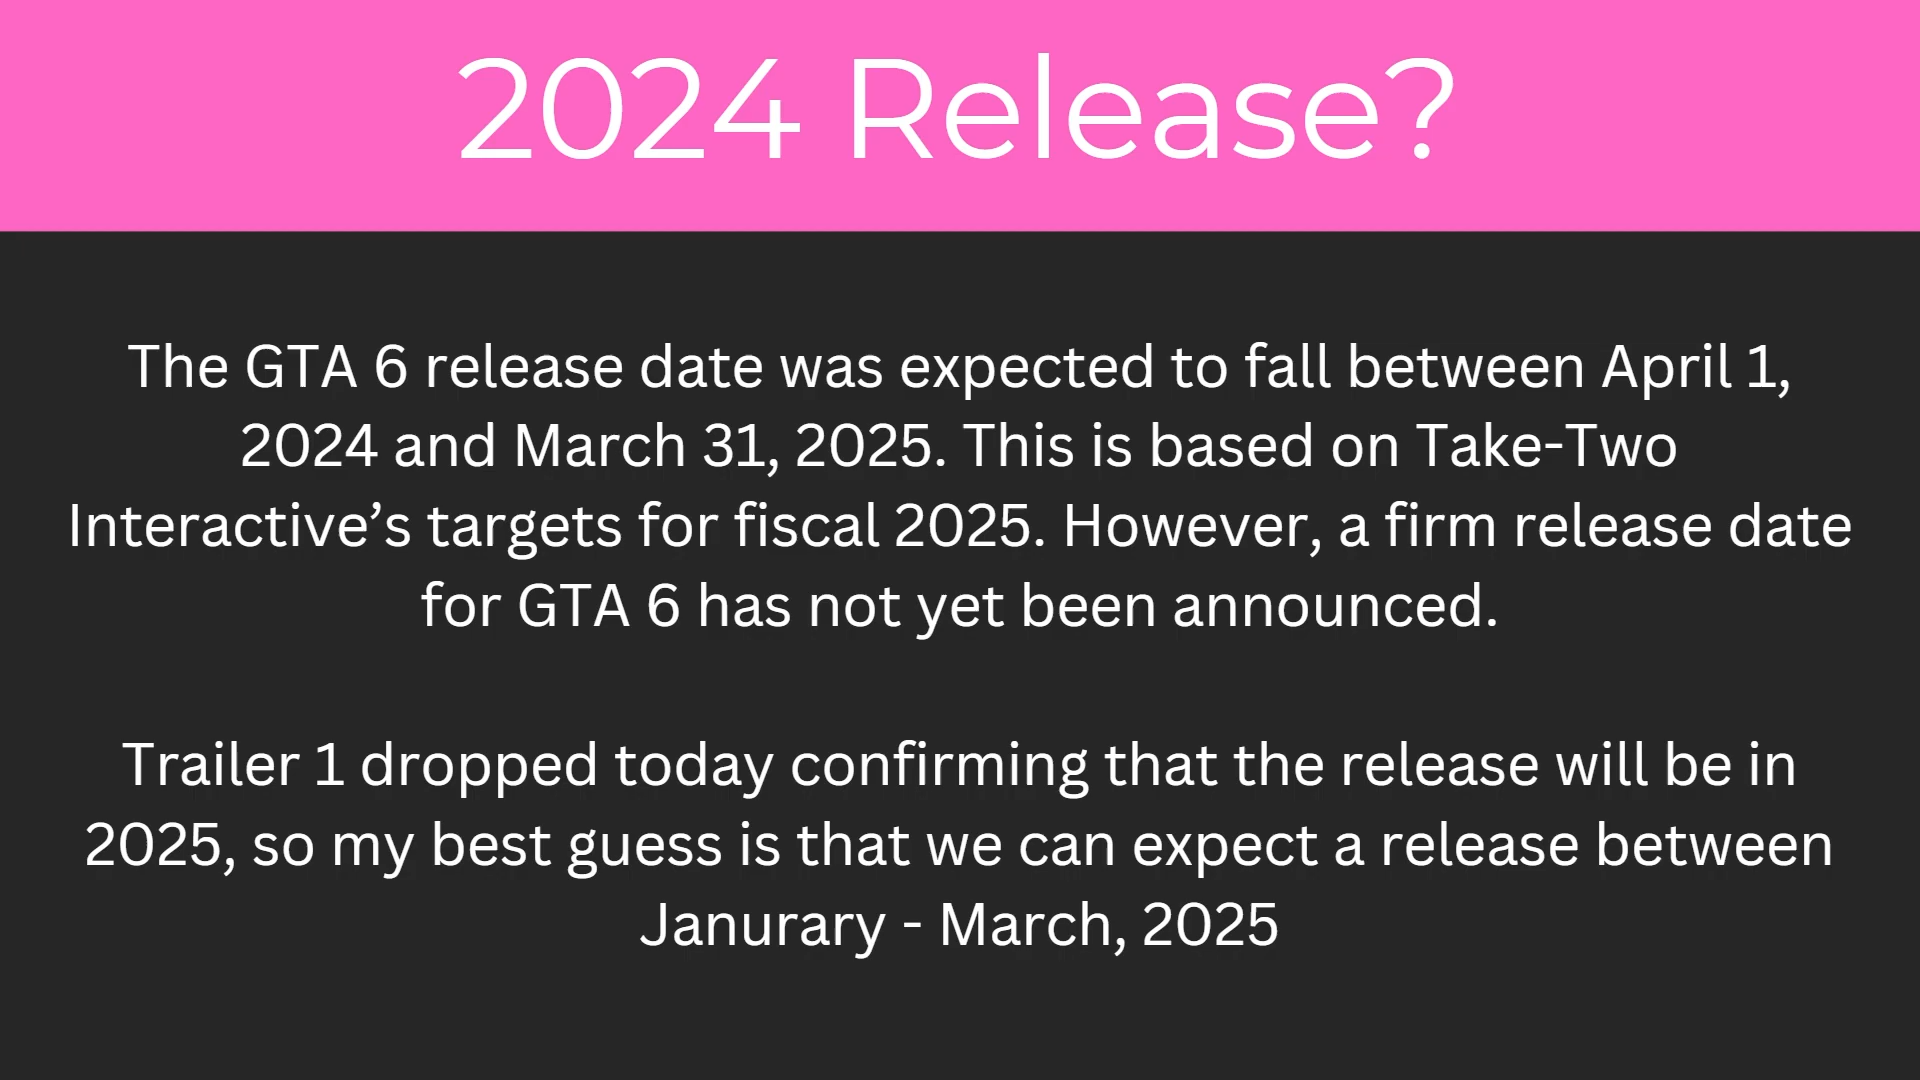 2024 Release?
The GTA 6 release date was expected to fall between April 1,
2024 and March 31, 2025. This is based on Take-Two
Interactive’s targets for fiscal 2025. However, a firm release date
for GTA 6 has not yet been announced.
Trailer 1 dropped today confirming that the release will be in
2025, so my best guess is that we can expect a release between
Janurary - March, 2025